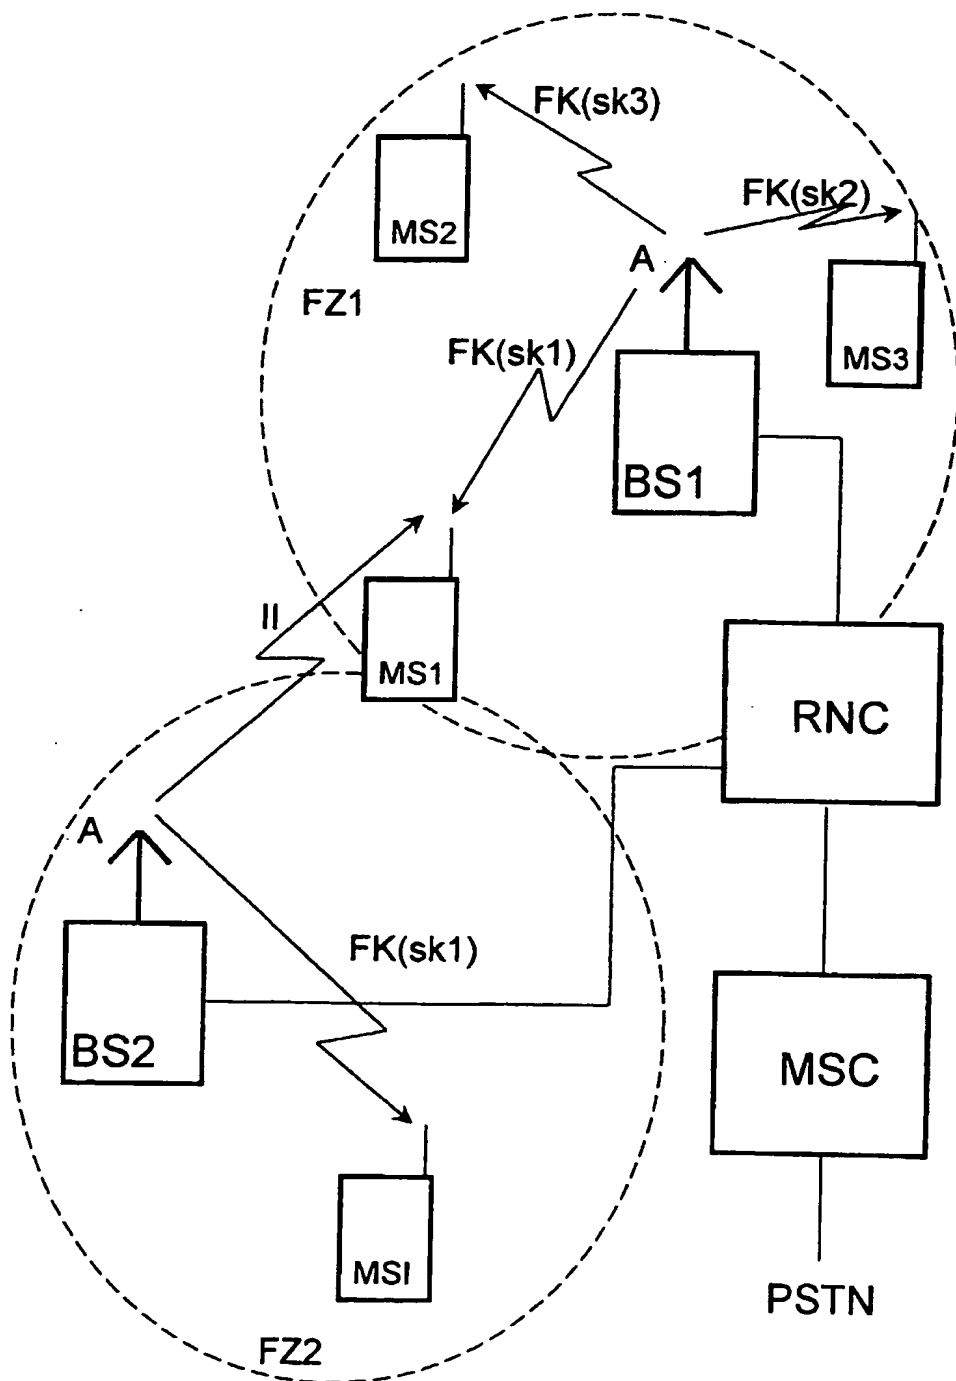 FK(sk3)
MS2
FK(sk2)
A
FZ1
MS3
FK(sk1)
BS1
II
MS1
RNC
A
FK(sk1)
BS2
MSC
MSI
PSTN
FZ2